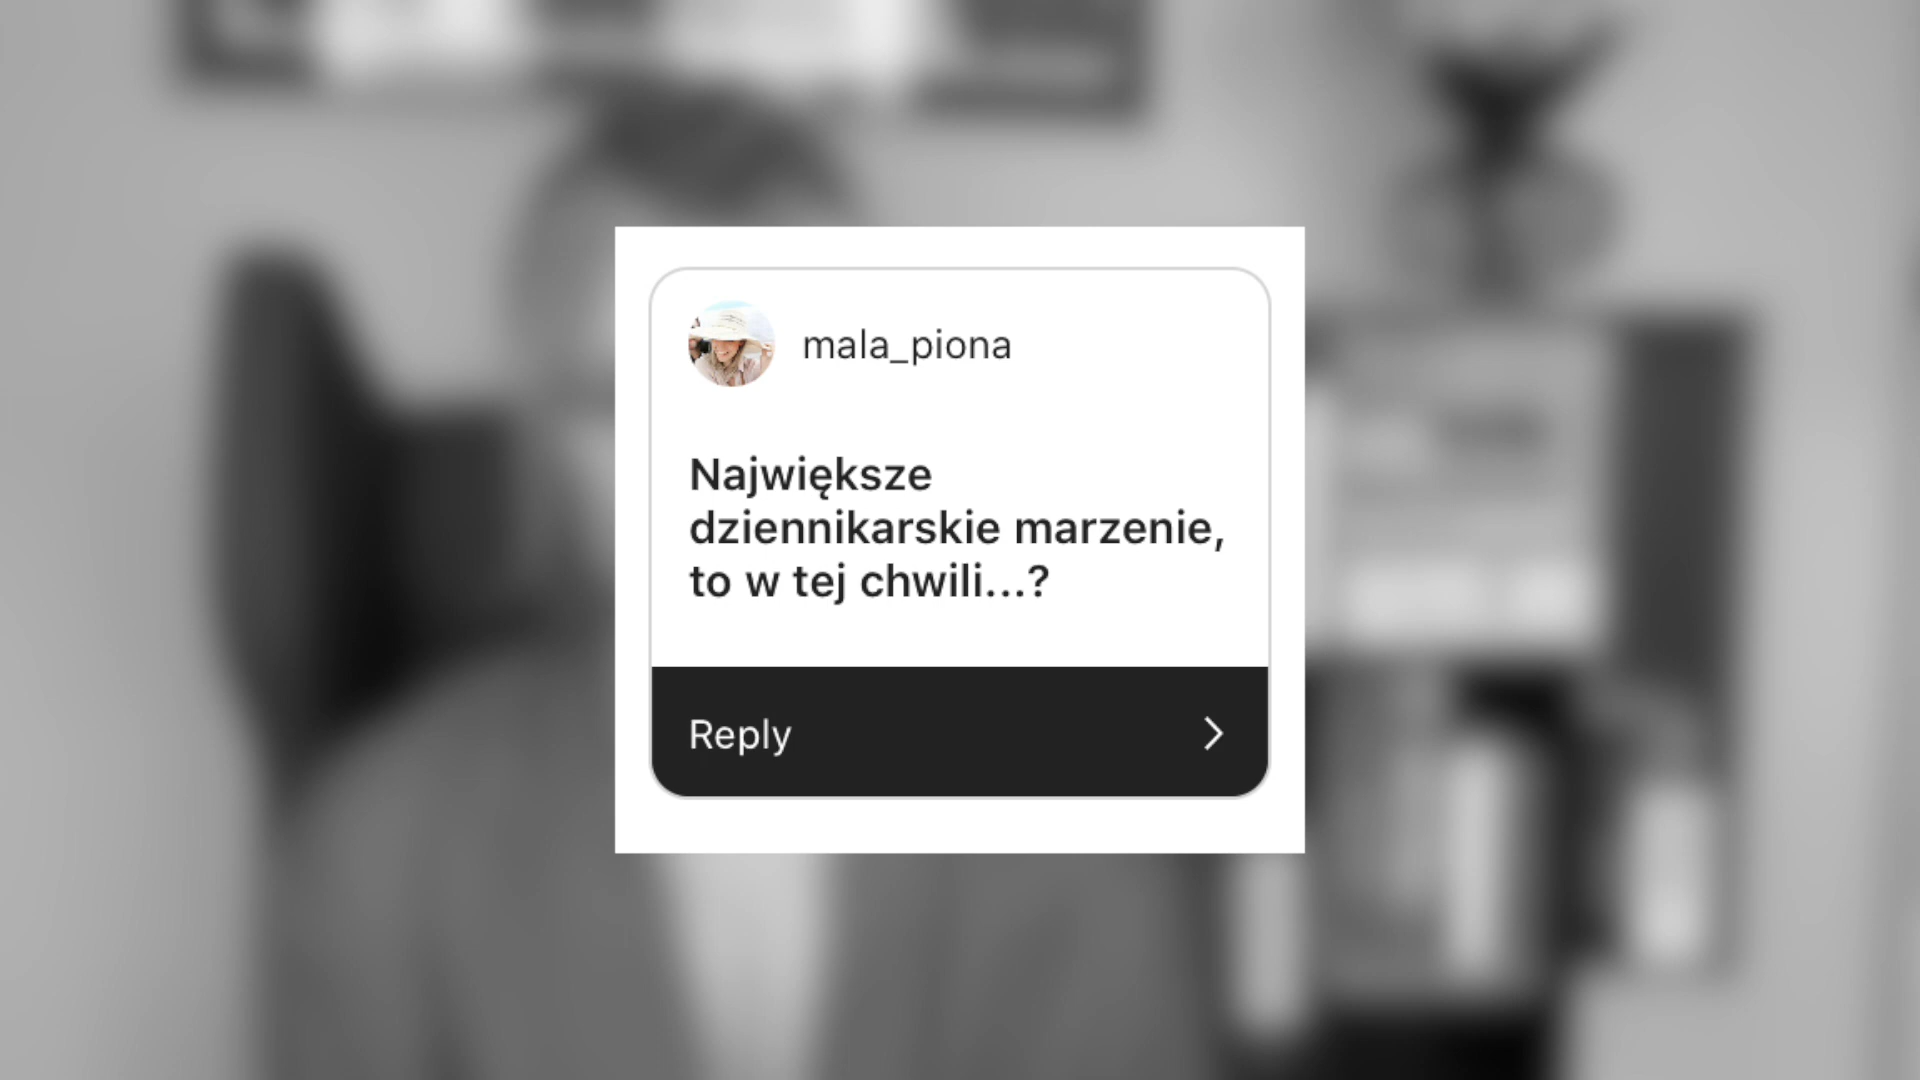 mala_piona
Największe
dziennikarskie marzenie,
to w tej chwili...?
Reply